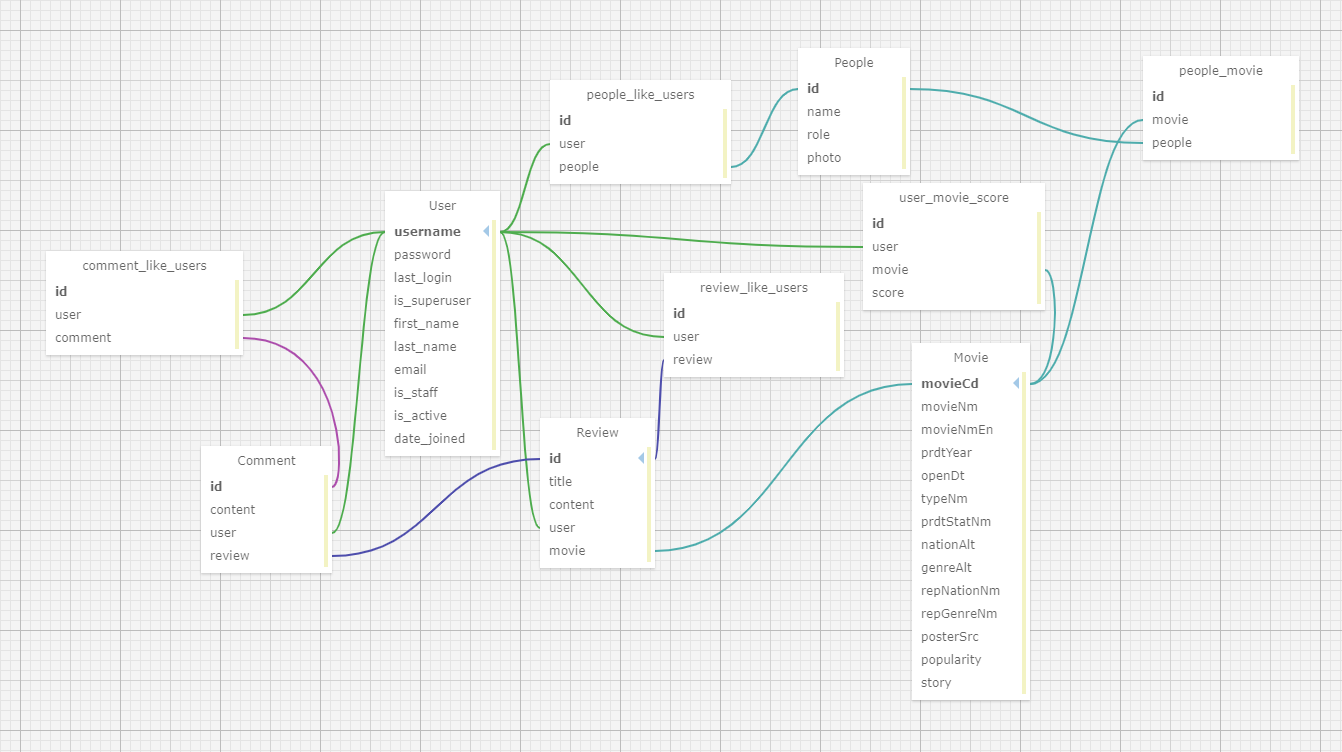 People
id
name
role
photo
people_movie
id
movie
people
people_like_users
id
user
people
user_movie_score
id
user
movie
score
User
username
password
last_login
is_superuser
first_name
last_name
email
is_staff
is_active
date_joined
comment_like_users
id
user
comment
review_like_users
id
user
review
Movie
movieCd
movieNm
movieNmEn
prdtYear
openDt
typeNm
prdtStatNm
nationAlt
genreAlt
repNationNm
repGenreNm
posterSrc
popularity
story
Review
id
title
content
user
movie
Comment
id
content
user
review